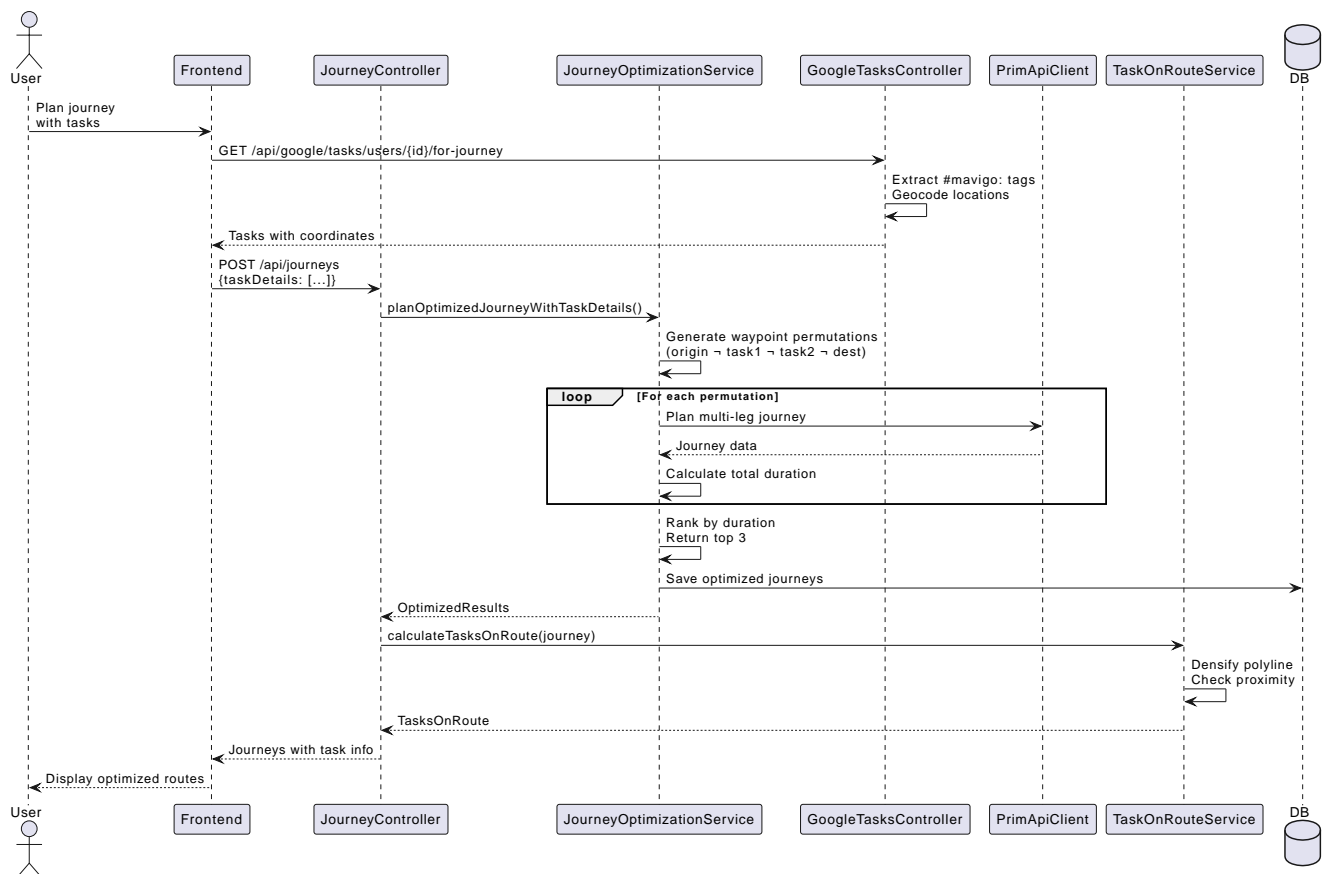 User
Frontend
JourneyController
JourneyOptimizationService
GoogleTasksController
PrimApiClient
TaskOnRouteService
DB
Plan journey
with tasks
GET /api/google/tasks/users/{id}/for-journey
Extract #mavigo: tags
Geocode locations
Tasks with coordinates
POST /api/journeys
{taskDetails: [...]}
planOptimizedJourneyWithTaskDetails()
Generate waypoint permutations
(origin ¬ task1 ¬ task2 ¬ dest)
loop
[For each permutation]
Plan multi-leg journey
Journey data
Calculate total duration
Rank by duration
Return top 3
Save optimized journeys
OptimizedResults
calculateTasksOnRoute(journey)
Densify polyline
Check proximity
TasksOnRoute
Journeys with task info
Display optimized routes
User
Frontend
JourneyController
JourneyOptimizationService
GoogleTasksController
PrimApiClient
TaskOnRouteService
DB